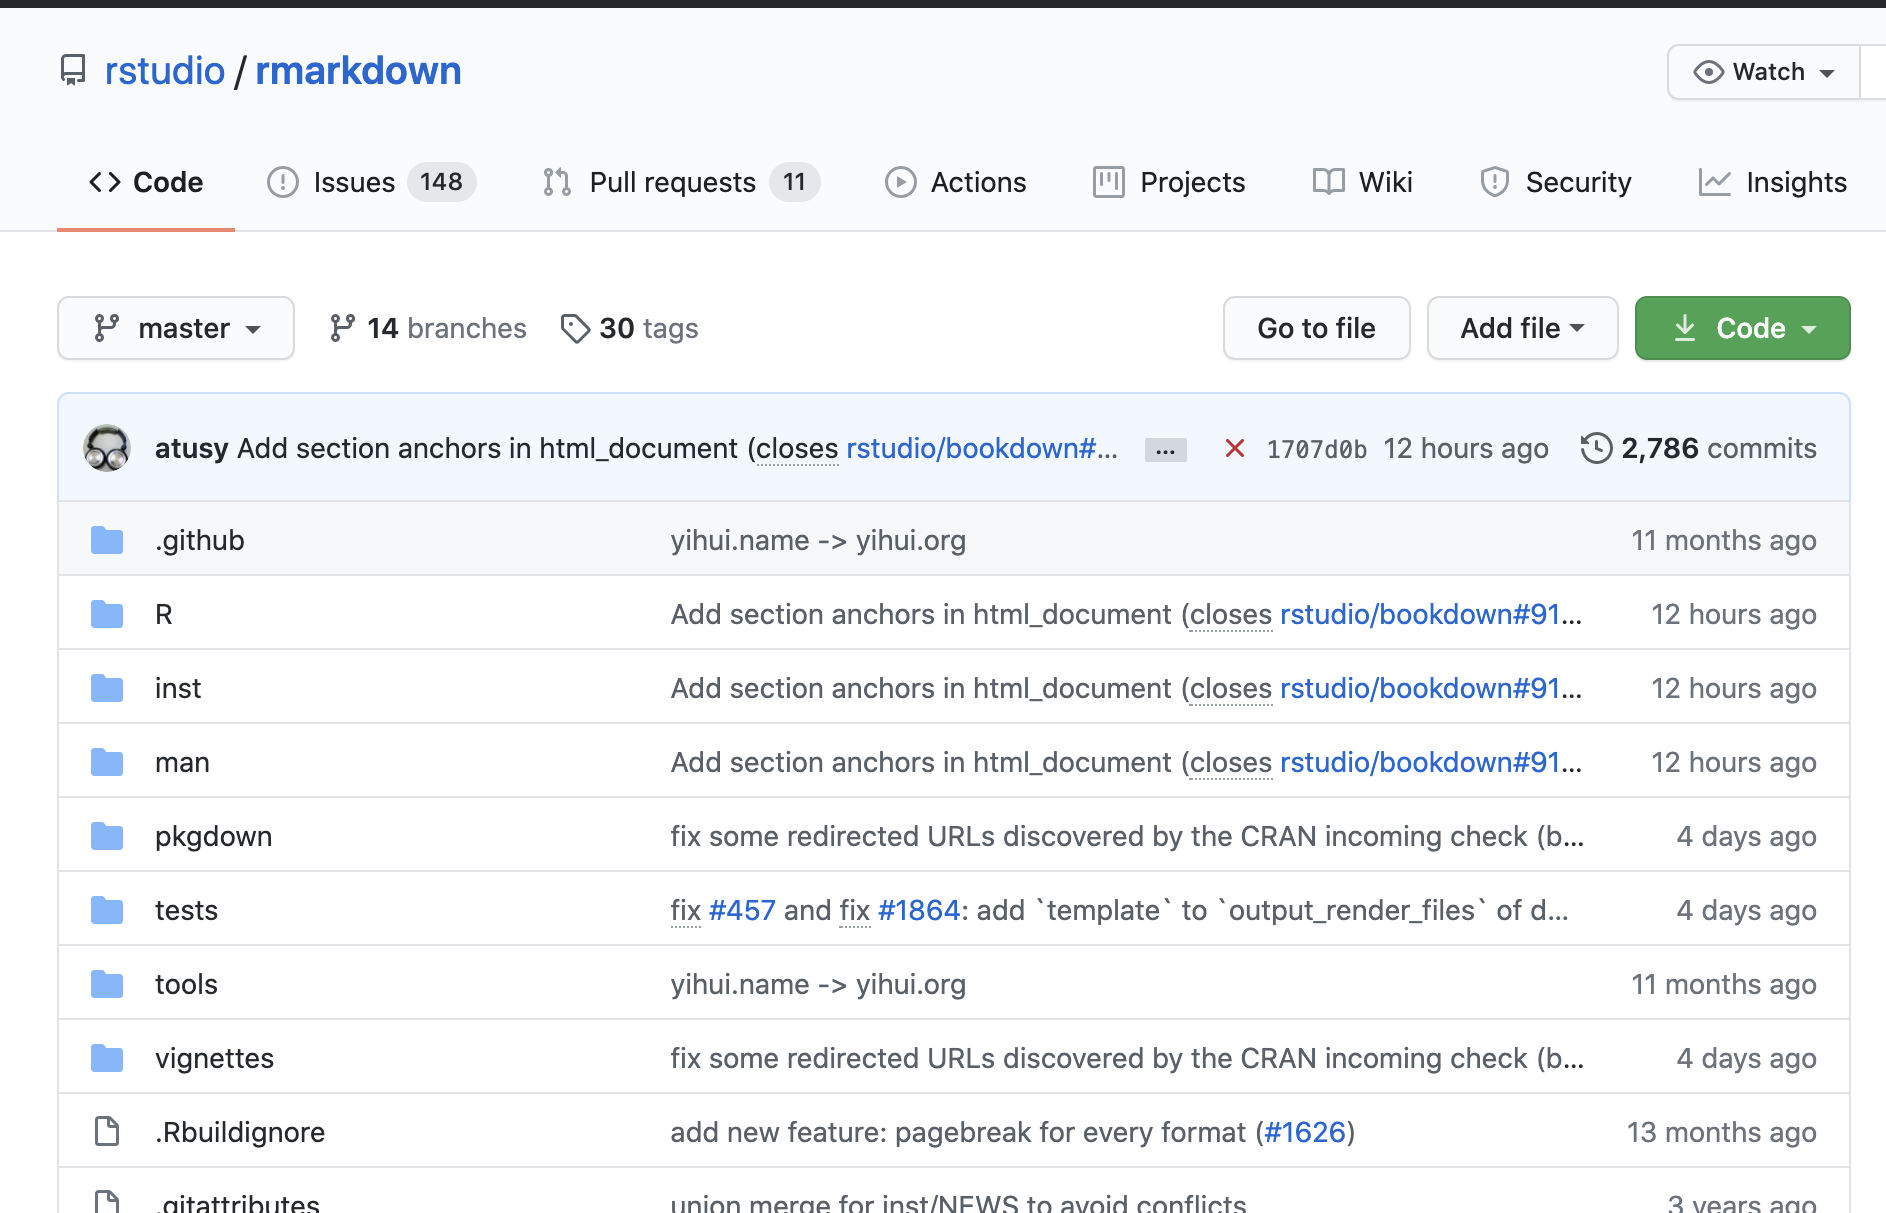 rstudio / rmarkdown
Watch
Code Issues 148 Pull requests 11 Actions Projects Wiki Security Insights
master 14 branches 30 tags Go to file Add file Code
atusy Add section anchors in html_document (closes rstudio/bookdown#... ... 1707d0b 12 hours ago 2,786 commits
.github yihui.name -> yihui.org 11 months ago
R Add section anchors in html_document (closes rstudio/bookdown#91... 12 hours ago
inst Add section anchors in html_document (closes rstudio/bookdown#91... 12 hours ago
man Add section anchors in html_document (closes rstudio/bookdown#91... 12 hours ago
pkgdown fix some redirected URLs discovered by the CRAN incoming check (b... 4 days ago
tests fix #457 and fix #1864: add `template` to `output_render_files` of d... 4 days ago
tools yihui.name -> yihui.org 11 months ago
vignettes fix some redirected URLs discovered by the CRAN incoming check (b... 4 days ago
.Rbuildignore add new feature: pagebreak for every format (#1626) 13 months ago
.gitattributes union merge for inst/NEWS to avoid conflicts 3 years ago